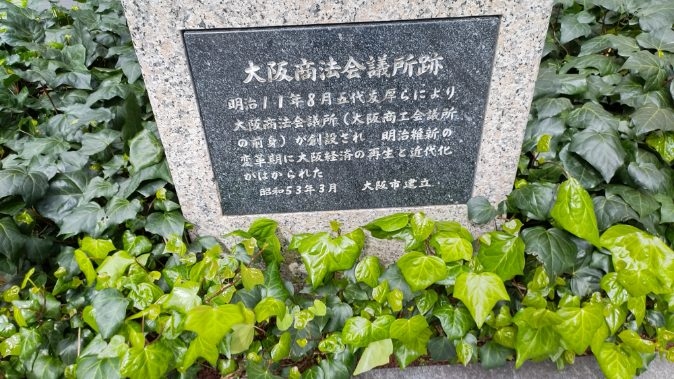 大阪商法会議所跡
明治11年8月五代友厚らにより
大阪商法会議所（大阪商工会議所
の前身）が創設され 明治維新の
変革期に大阪経済の再生と近代化
がはかられた
昭和53年3月 大阪市建立